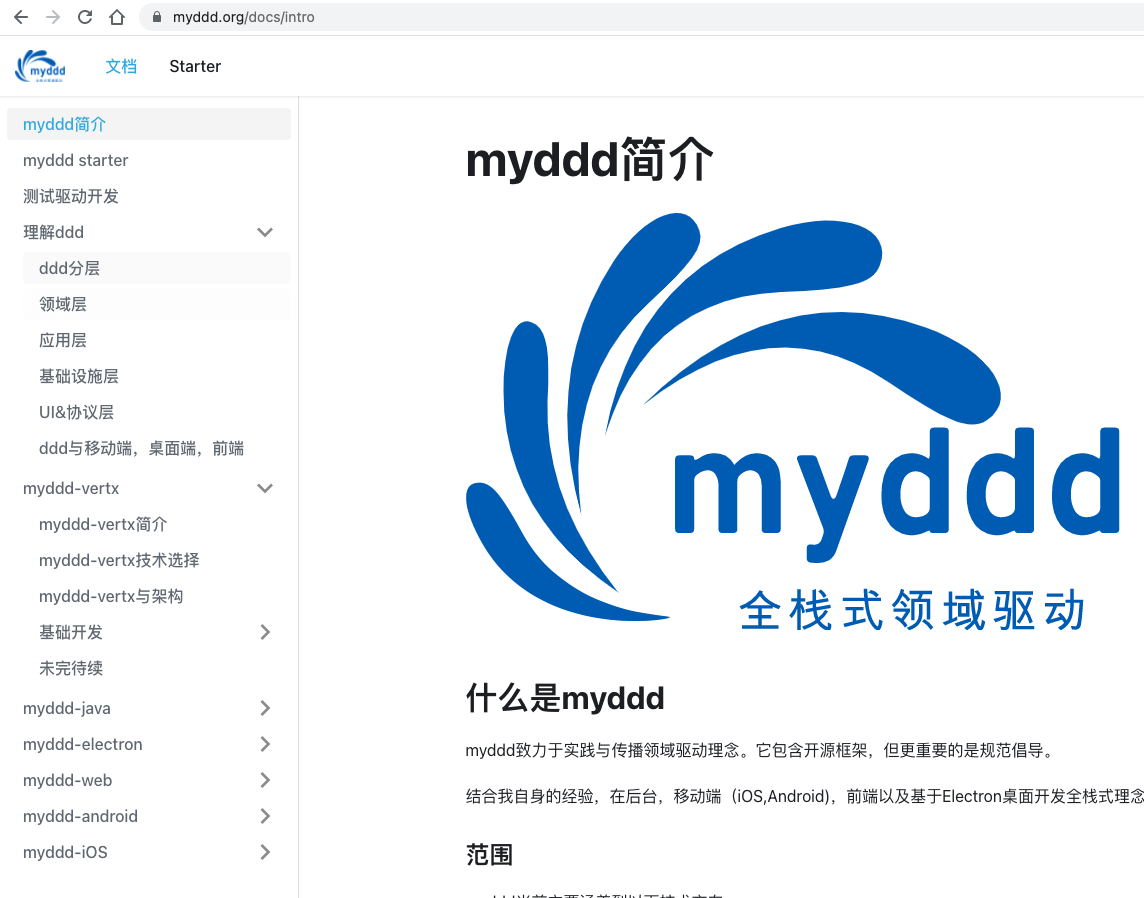 myddd.org/docs/intro
myddd
全栈式领域驱动
文档
Starter
myddd简介
myddd starter
测试驱动开发
理解ddd
ddd分层
领域层
应用层
基础设施层
UI&协议层
ddd与移动端，桌面端，前端
myddd-vertx
myddd-vertx简介
myddd-vertx技术选择
myddd-vertx与架构
基础开发
未完待续
myddd-java
myddd-electron
myddd-web
myddd-android
myddd-iOS
myddd简介
myddd
全栈式领域驱动
什么是myddd
myddd致力于实践与传播领域驱动理念。它包含开源框架，但更重要的是规范倡导。
结合我自身的经验，在后台，移动端（iOS,Android)，前端以及基于Electron桌面开发全栈式理念
范围